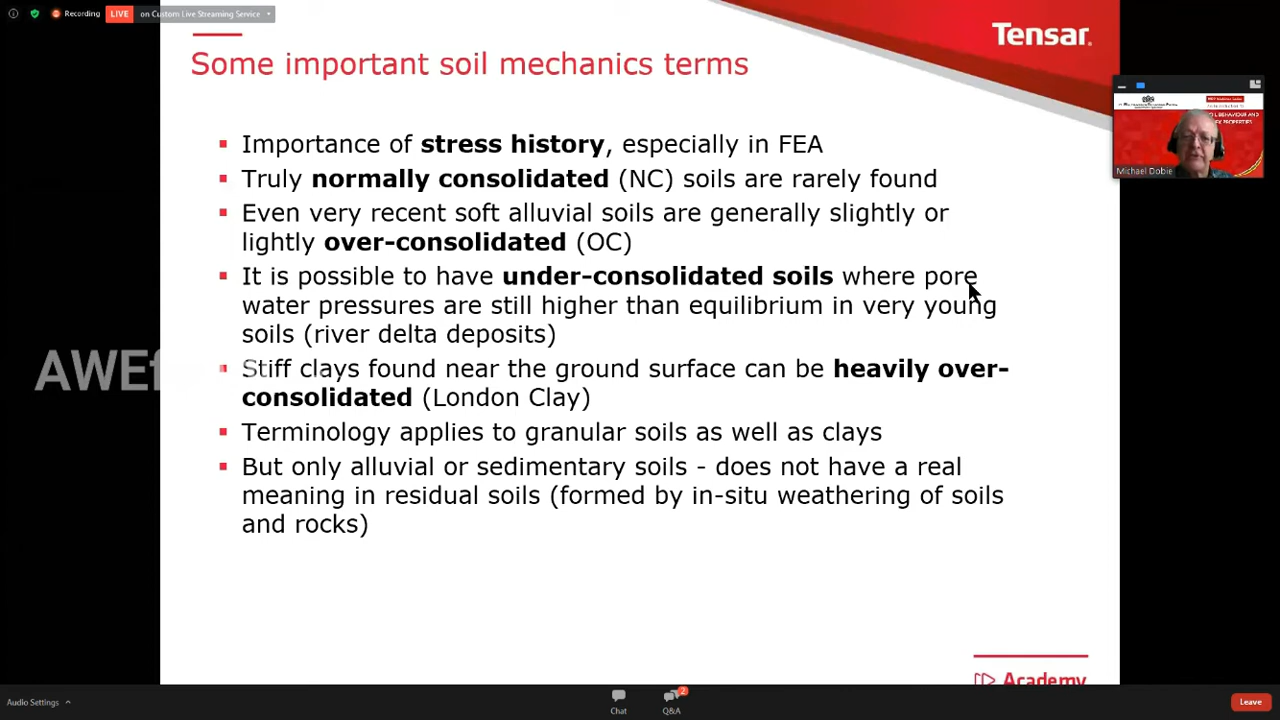 Recording
LIVE
on Custom Live Streaming Service
Tensar.
Some important soil mechanics terms
Importance of stress history, especially in FEA
Truly normally consolidated (NC) soils are rarely found
Even very recent soft alluvial soils are generally slightly or
lightly over-consolidated (OC)
It is possible to have under-consolidated soils where pore
water pressures are still higher than equilibrium in very young
soils (river delta deposits)
Stiff clays found near the ground surface can be heavily over-
consolidated (London Clay)
Terminology applies to granular soils as well as clays
But only alluvial or sedimentary soils - does not have a real
meaning in residual soils (formed by in-situ weathering of soils
and rocks)
Michael Dobie
Academy
Audio Settings
Chat
2
Q&A
Leave